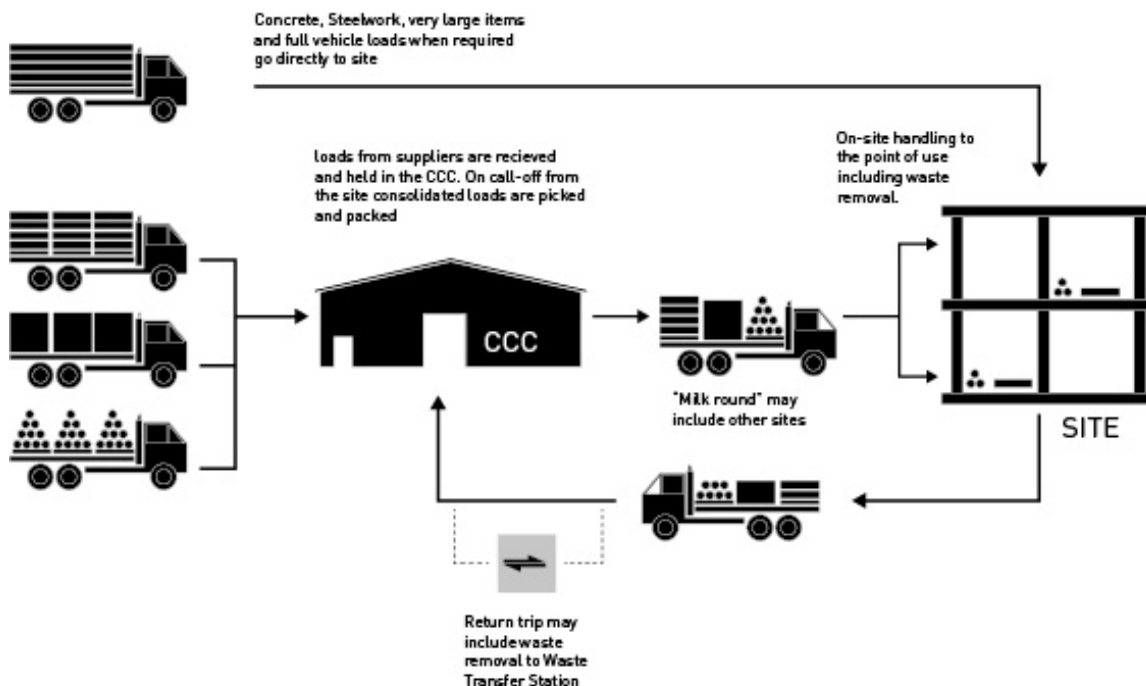 Concrete, Steelwork, very large items
and full vehicle loads when required
go directly to site
loads from suppliers are recieved
and held in the CCC. On call-off from
the site consolidated loads are picked
and packed
On-site handling to
the point of use
including waste
removal.
CCC
"Milk round" may
include other sites
SITE
Return trip may
include waste
removal to Waste
Transfer Station